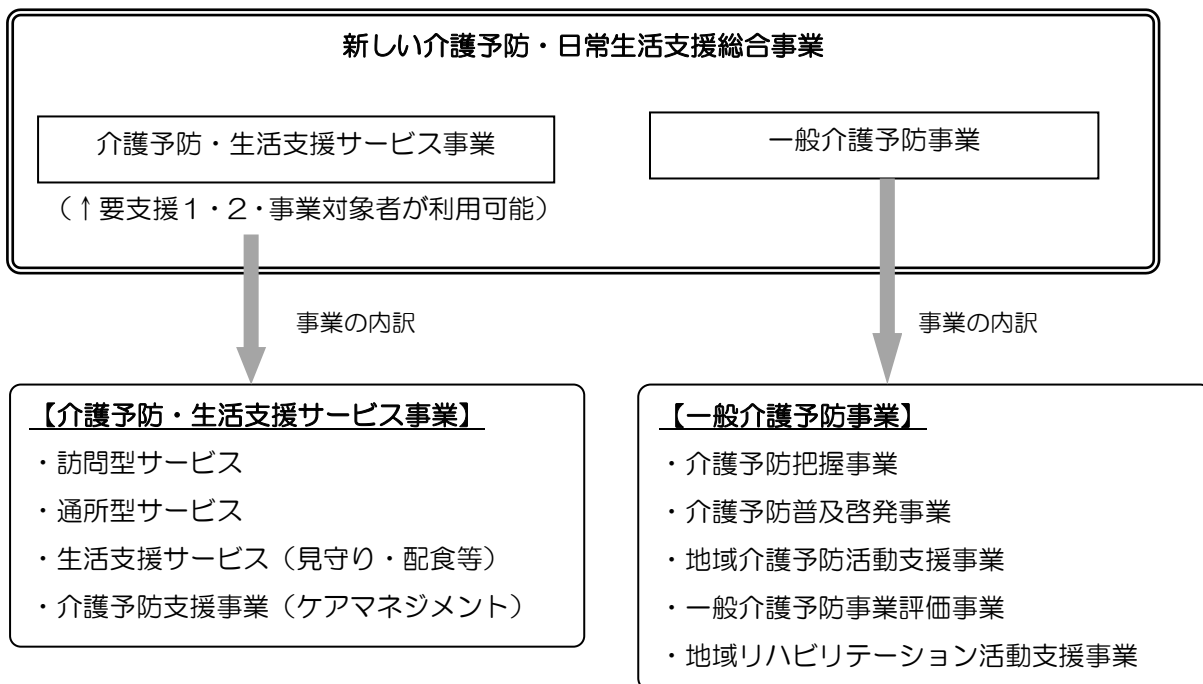 新しい介護予防・日常生活支援総合事業
介護予防・生活支援サービス事業
一般介護予防事業
（↑要支援１・２・事業対象者が利用可能）
事業の内訳
事業の内訳
【介護予防・生活支援サービス事業】
・訪問型サービス
・通所型サービス
・生活支援サービス（見守り・配食等）
・介護予防支援事業（ケアマネジメント）
【一般介護予防事業】
・介護予防把握事業
・介護予防普及啓発事業
・地域介護予防活動支援事業
・一般介護予防事業評価事業
・地域リハビリテーション活動支援事業